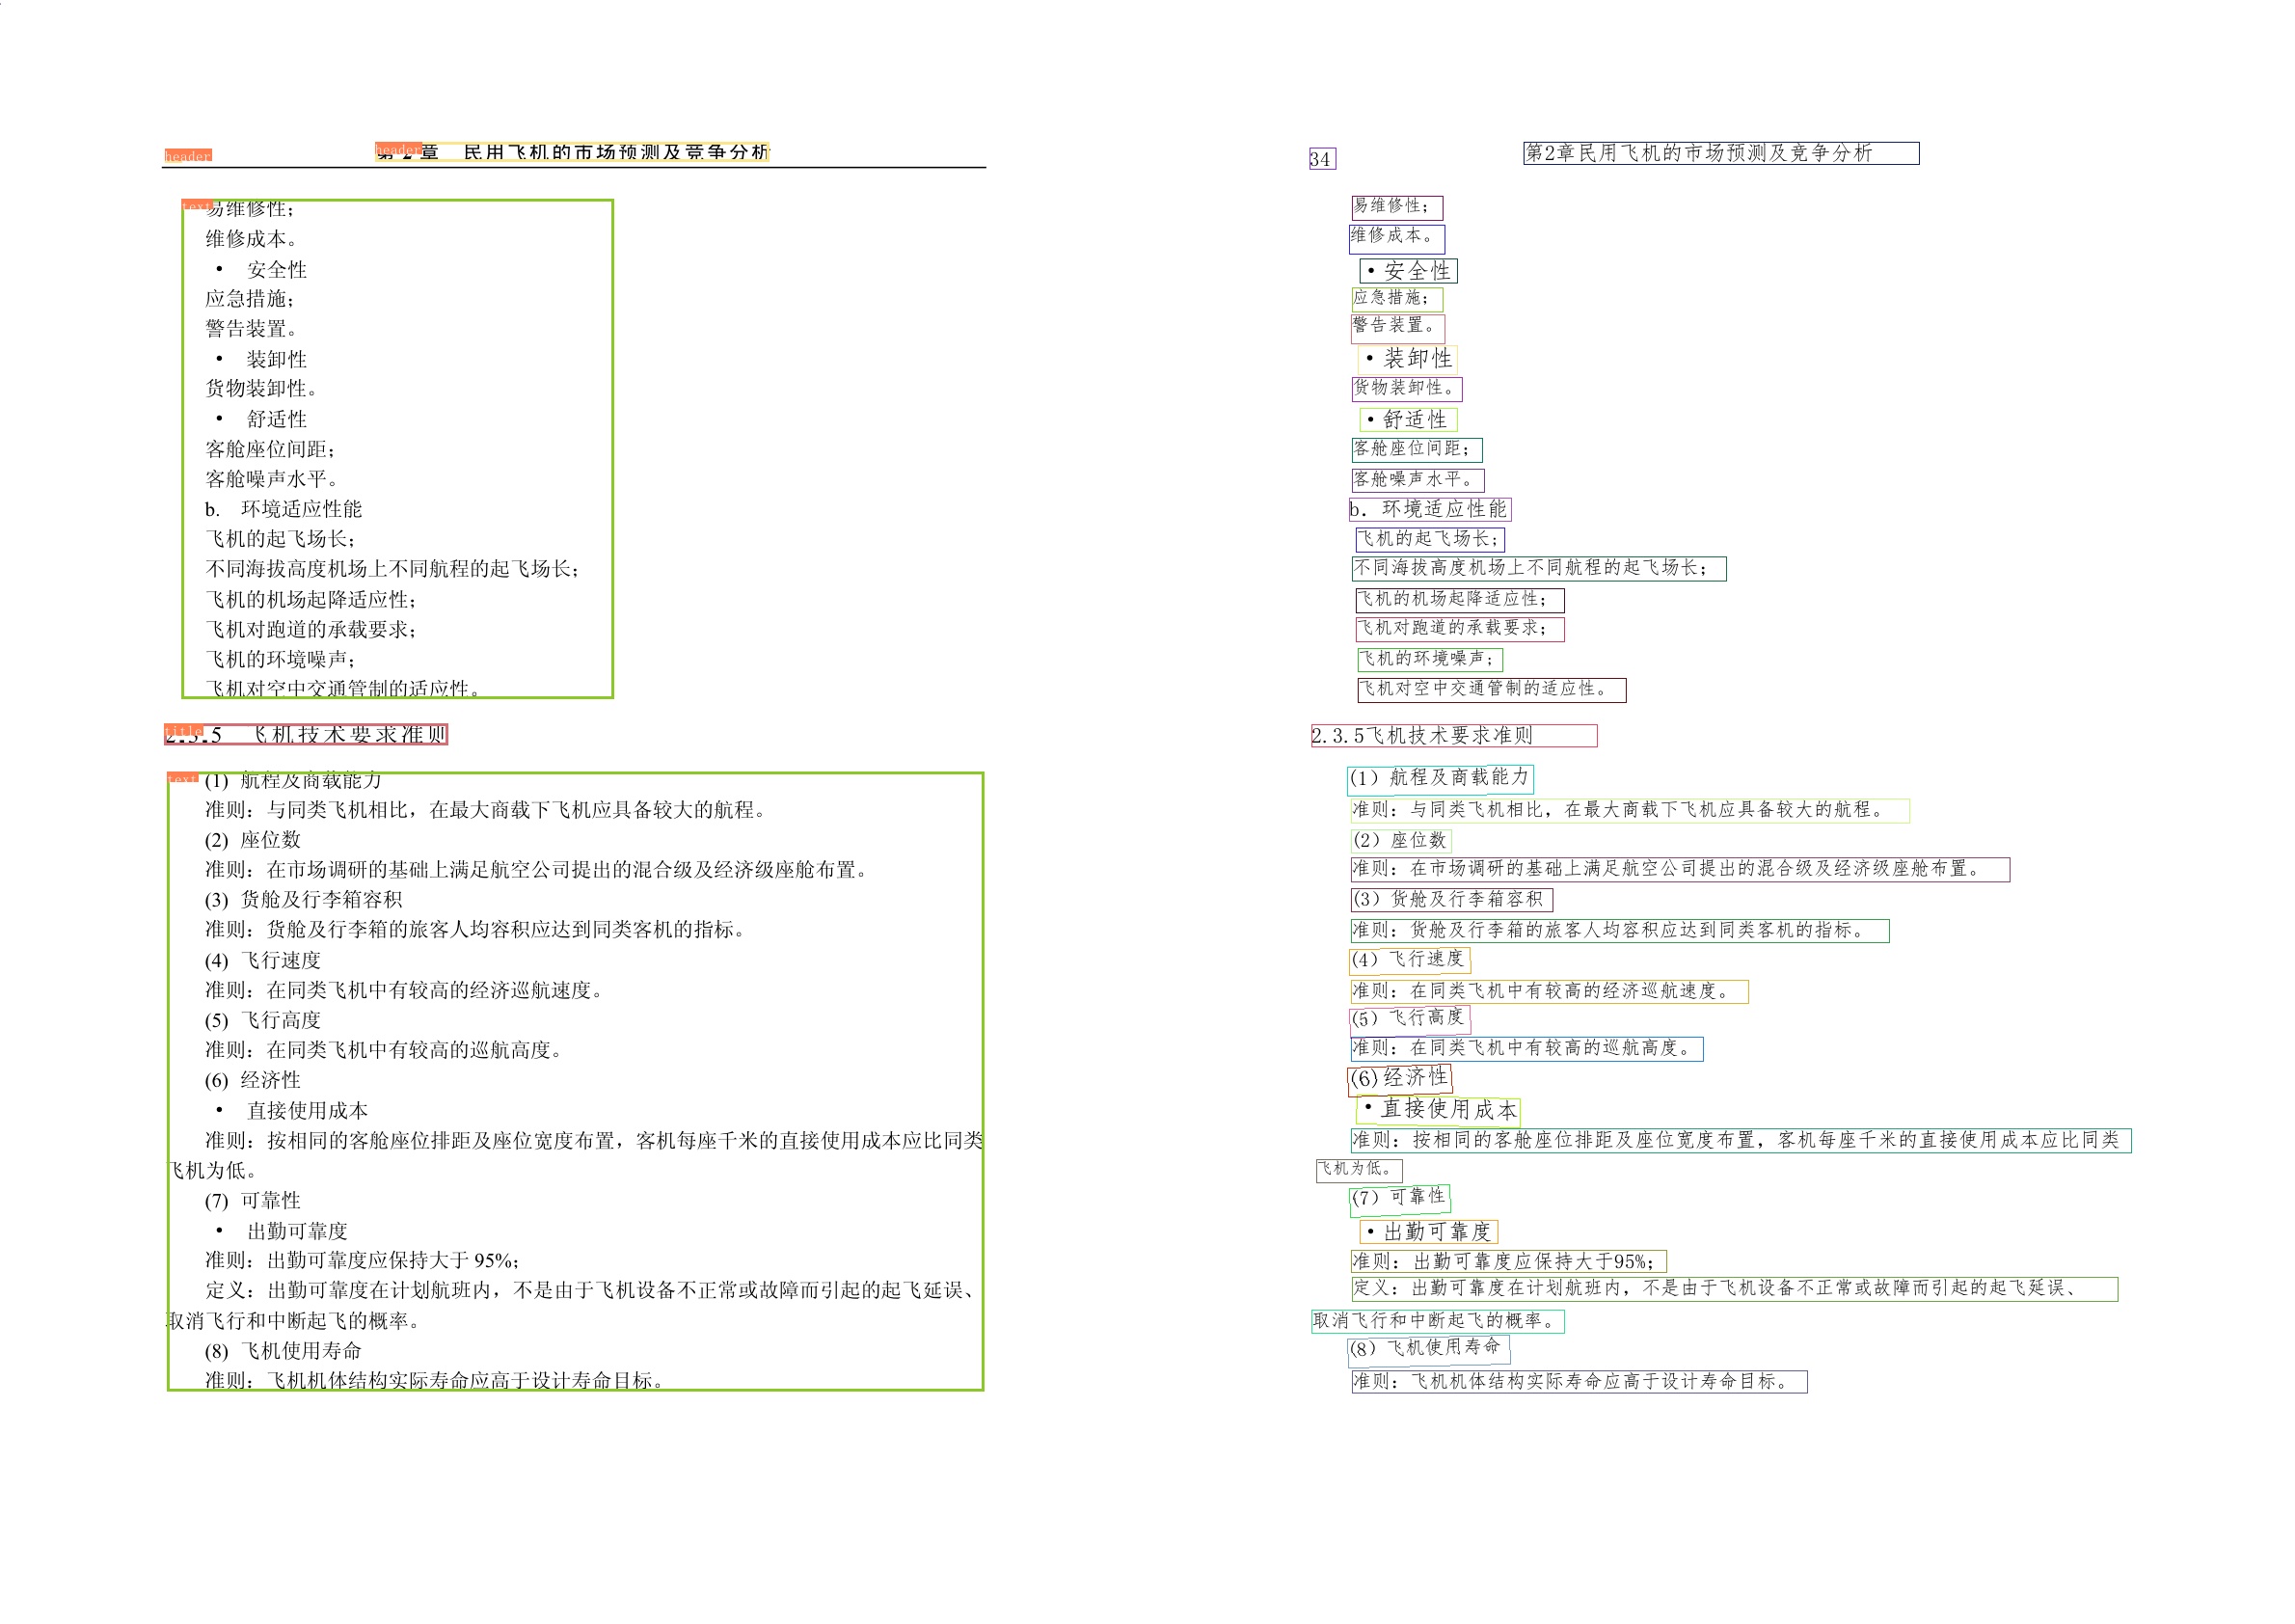 header
header
第 2 章 民用飞机的市场预测及竞争分析
text
易维修性；
维修成本。
• 安全性
应急措施；
警告装置。
• 装卸性
货物装卸性。
• 舒适性
客舱座位间距；
客舱噪声水平。
b. 环境适应性能
飞机的起飞场长；
不同海拔高度机场上不同航程的起飞场长；
飞机的机场起降适应性；
飞机对跑道的承载要求；
飞机的环境噪声；
飞机对空中交通管制的适应性。
title
2.3.5 飞机技术要求准则
text
(1) 航程及商载能力
准则：与同类飞机相比，在最大商载下飞机应具备较大的航程。
(2) 座位数
准则：在市场调研的基础上满足航空公司提出的混合级及经济级座舱布置。
(3) 货舱及行李箱容积
准则：货舱及行李箱的旅客人均容积应达到同类客机的指标。
(4) 飞行速度
准则：在同类飞机中有较高的经济巡航速度。
(5) 飞行高度
准则：在同类飞机中有较高的巡航高度。
(6) 经济性
• 直接使用成本
准则：按相同的客舱座位排距及座位宽度布置，客机每座千米的直接使用成本应比同类
飞机为低。
(7) 可靠性
• 出勤可靠度
准则：出勤可靠度应保持大于 95%；
定义：出勤可靠度在计划航班内，不是由于飞机设备不正常或故障而引起的起飞延误、
取消飞行和中断起飞的概率。
(8) 飞机使用寿命
准则：飞机机体结构实际寿命应高于设计寿命目标。
34
第2章民用飞机的市场预测及竞争分析
易维修性；
维修成本。
•安全性
应急措施；
警告装置。
•装卸性
货物装卸性。
•舒适性
客舱座位间距；
客舱噪声水平。
b. 环境适应性能
飞机的起飞场长；
不同海拔高度机场上不同航程的起飞场长；
飞机的机场起降适应性；
飞机对跑道的承载要求；
飞机的环境噪声；
飞机对空中交通管制的适应性。
2.3.5飞机技术要求准则
(1）航程及商载能力
准则：与同类飞机相比，在最大商载下飞机应具备较大的航程。
(2）座位数
准则：在市场调研的基础上满足航空公司提出的混合级及经济级座舱布置。
(3）货舱及行李箱容积
准则：货舱及行李箱的旅客人均容积应达到同类客机的指标。
(4）飞行速度
准则：在同类飞机中有较高的经济巡航速度。
(5）飞行高度
准则：在同类飞机中有较高的巡航高度。
(6)经济性
•直接使用成本
准则：按相同的客舱座位排距及座位宽度布置，客机每座千米的直接使用成本应比同类
飞机为低。
(7）可靠性
•出勤可靠度
准则：出勤可靠度应保持大于95%；
定义：出勤可靠度在计划航班内，不是由于飞机设备不正常或故障而引起的起飞延误、
取消飞行和中断起飞的概率。
(8）飞机使用寿命
准则：飞机机体结构实际寿命应高于设计寿命目标。